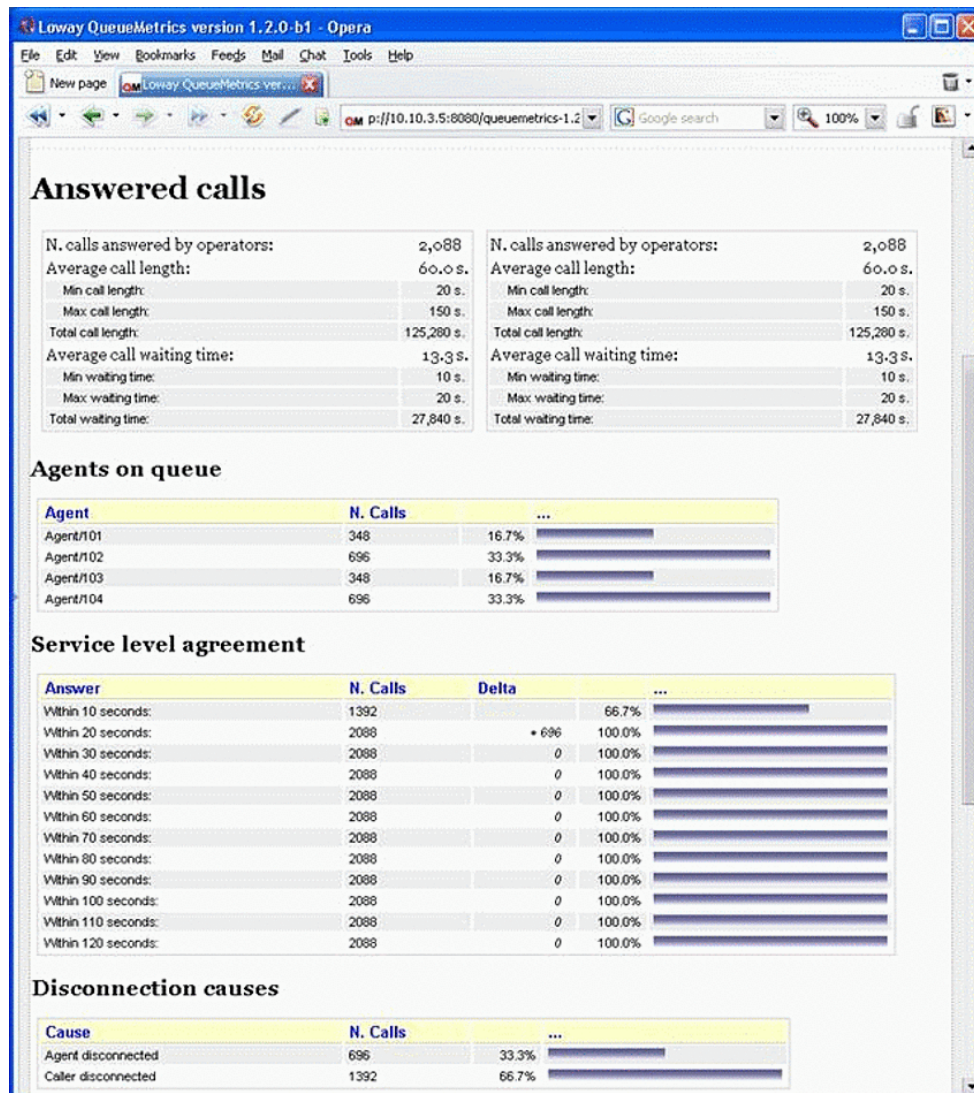 Loway QueueMetrics version 1.2.0-b1 - Opera
File Edit View Bookmarks Feeds Mail Chat Tools Help
New page Loway QueueMetrics ver...
p://10.10.3.5:8080/queuemetrics-1.2 Google search 100%
Answered calls
N. calls answered by operators: 2,088 N. calls answered by operators: 2,088
Average call length: 60.0 s. Average call length: 60.0 s.
Min call length: 20 s. Min call length: 20 s.
Max call length: 150 s. Max call length: 150 s.
Total call length: 125,280 s. Total call length: 125,280 s.
Average call waiting time: 13.3 s. Average call waiting time: 13.3 s.
Min waiting time: 10 s. Min waiting time: 10 s.
Max waiting time: 20 s. Max waiting time: 20 s.
Total waiting time: 27,840 s. Total waiting time: 27,840 s.
Agents on queue
Agent N. Calls ...
Agent/101 348 16.7%
Agent/102 696 33.3%
Agent/103 348 16.7%
Agent/104 696 33.3%
Service level agreement
Answer N. Calls Delta ...
Within 10 seconds: 1392 66.7%
Within 20 seconds: 2088 + 696 100.0%
Within 30 seconds: 2088 0 100.0%
Within 40 seconds: 2088 0 100.0%
Within 50 seconds: 2088 0 100.0%
Within 60 seconds: 2088 0 100.0%
Within 70 seconds: 2088 0 100.0%
Within 80 seconds: 2088 0 100.0%
Within 90 seconds: 2088 0 100.0%
Within 100 seconds: 2088 0 100.0%
Within 110 seconds: 2088 0 100.0%
Within 120 seconds: 2088 0 100.0%
Disconnection causes
Cause N. Calls ...
Agent disconnected 696 33.3%
Caller disconnected 1392 66.7%